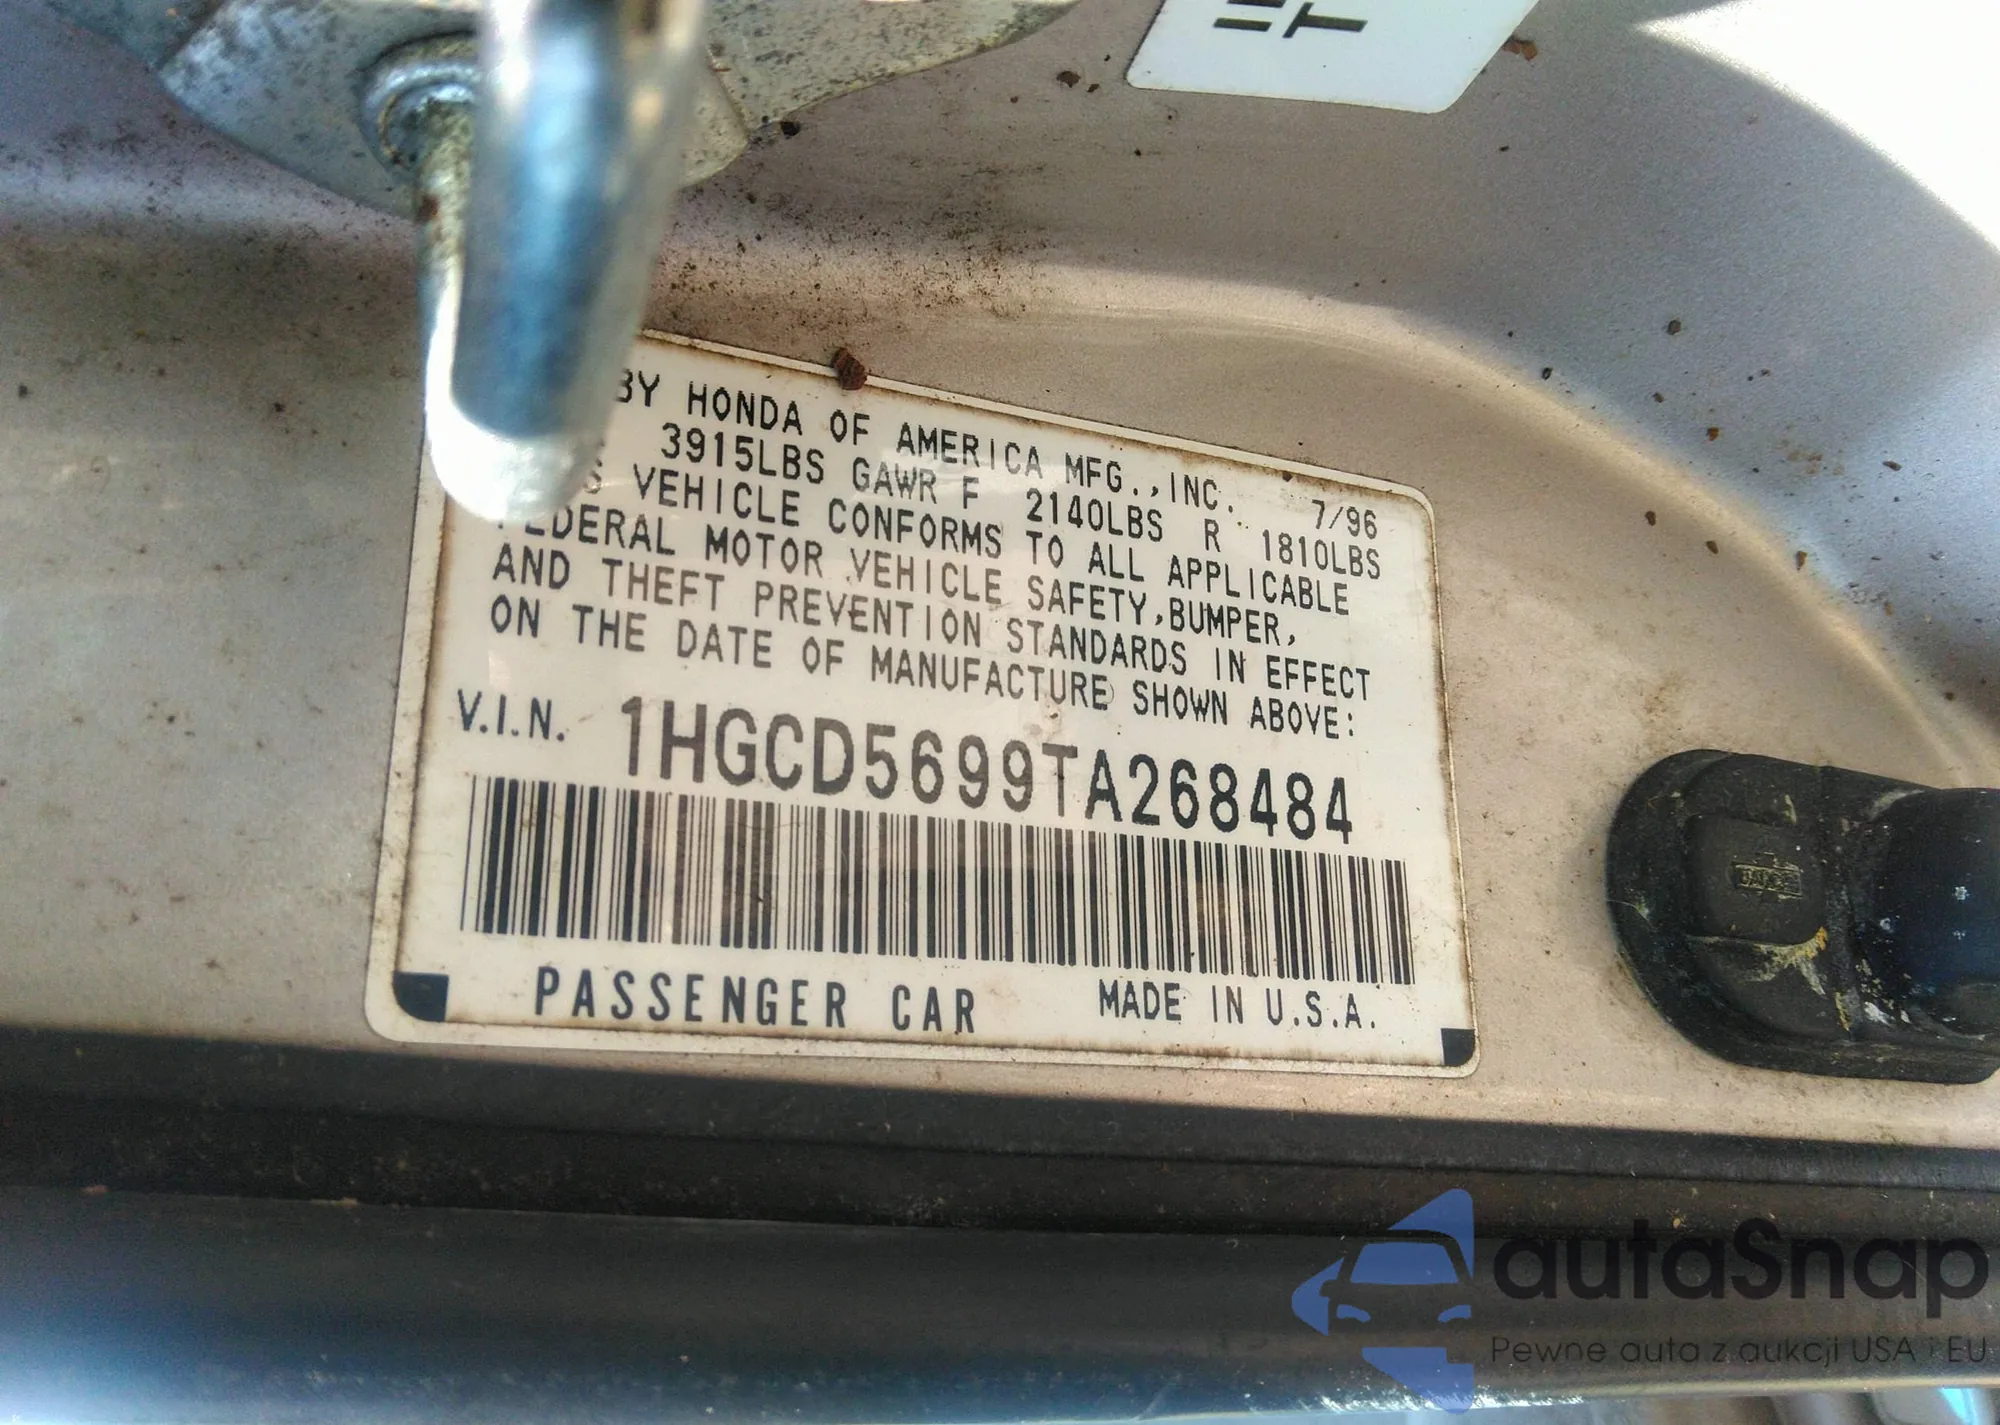 BY HONDA OF AMERICA MFG.,INC. 7/96
3915LBS GAWR F 2140LBS R 1810LBS
VEHICLE CONFORMS TO ALL APPLICABLE
FEDERAL MOTOR VEHICLE SAFETY,BUMPER,
AND THEFT PREVENTION STANDARDS IN EFFECT
ON THE DATE OF MANUFACTURE SHOWN ABOVE:
V.I.N. 1HGCD5699TA268484
PASSENGER CAR MADE IN U.S.A.
autaSnap
Pewne auta z aukcji USA i EU